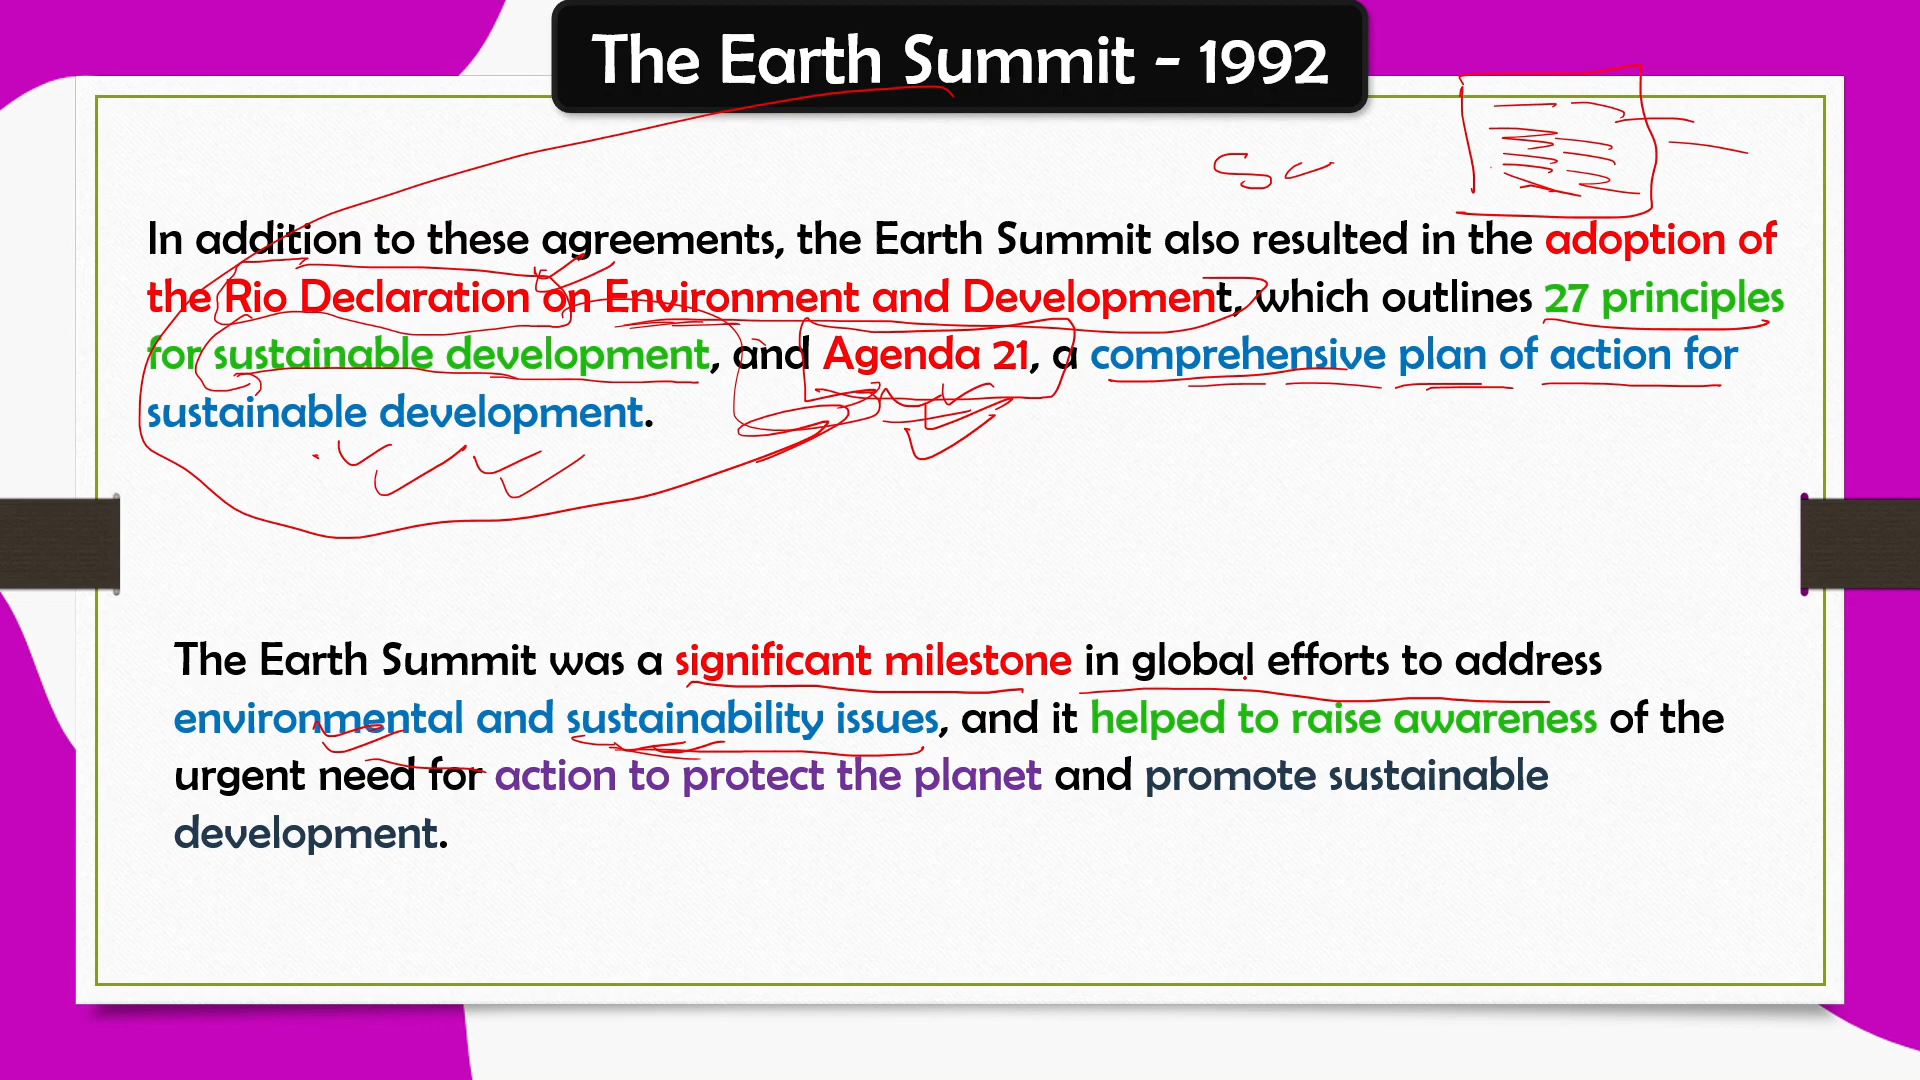 The Earth Summit - 1992
In addition to these agreements, the Earth Summit also resulted in the adoption of
the Rio Declaration on Environment and Development, which outlines 27 principles
for sustainable development, and Agenda 21, a comprehensive plan of action for
sustainable development.
The Earth Summit was a significant milestone in global efforts to address
environmental and sustainability issues, and it helped to raise awareness of the
urgent need for action to protect the planet and promote sustainable
development.